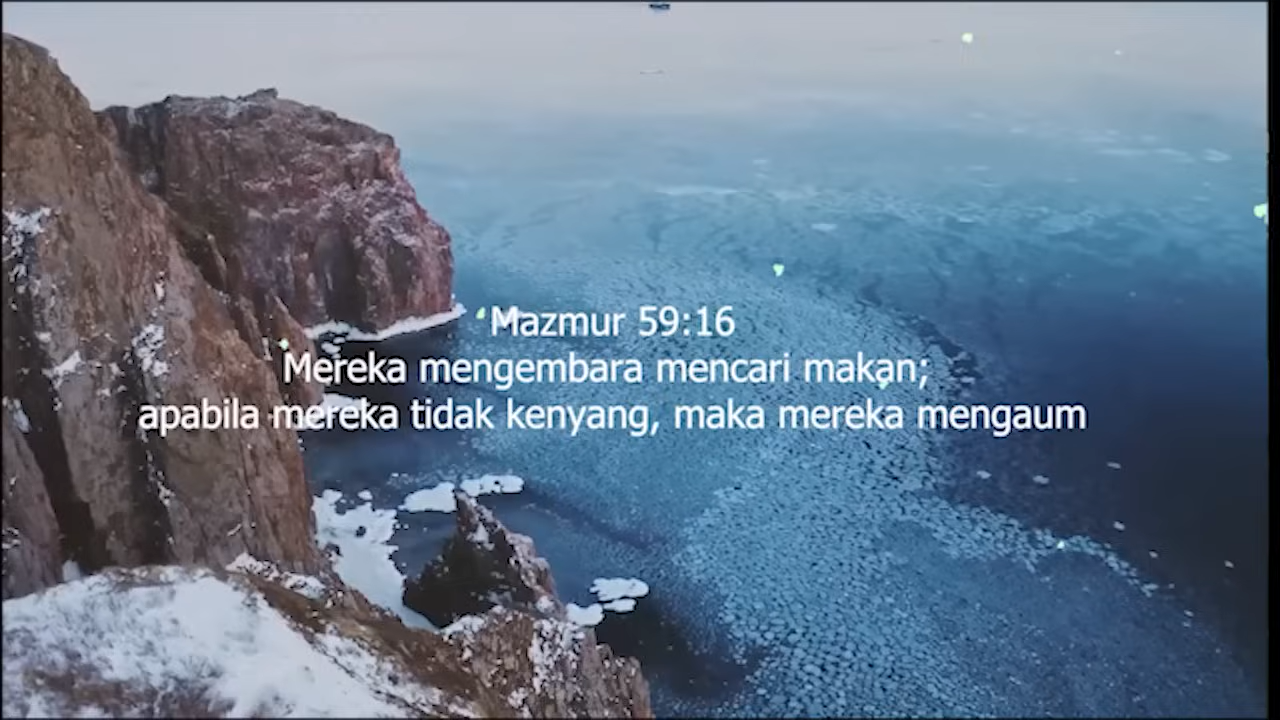 Mazmur 59:16
Mereka mengembara mencari makan;
apabila mereka tidak kenyang, maka mereka mengaum